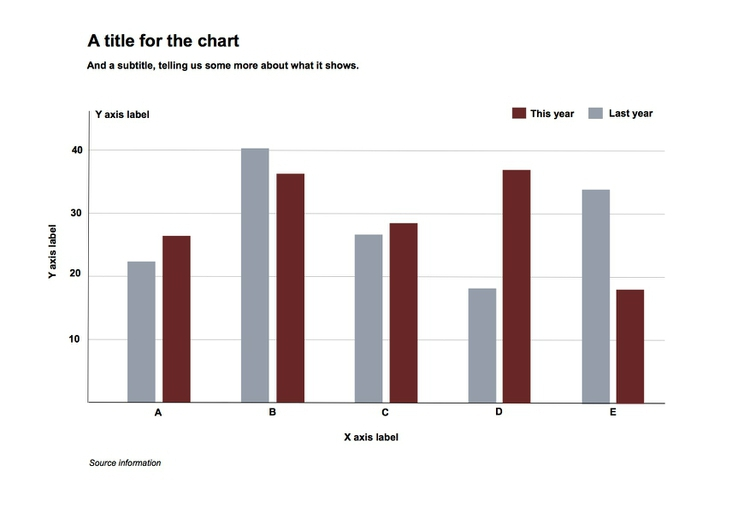 A title for the chart
And a subtitle, telling us some more about what it shows.
Y axis label
This year
Last year
40
30
20
10
Y axis label
A
B
C
D
E
X axis label
Source information